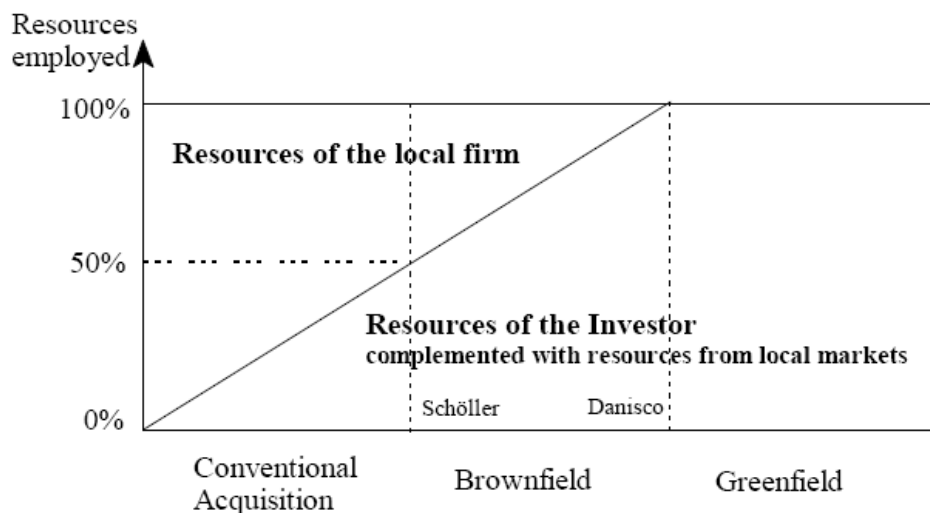 Resources
employed
100%
Resources of the local firm
50%
Resources of the Investor
complemented with resources from local markets
Schöller Danisco
0%
Conventional
Acquisition
Brownfield
Greenfield